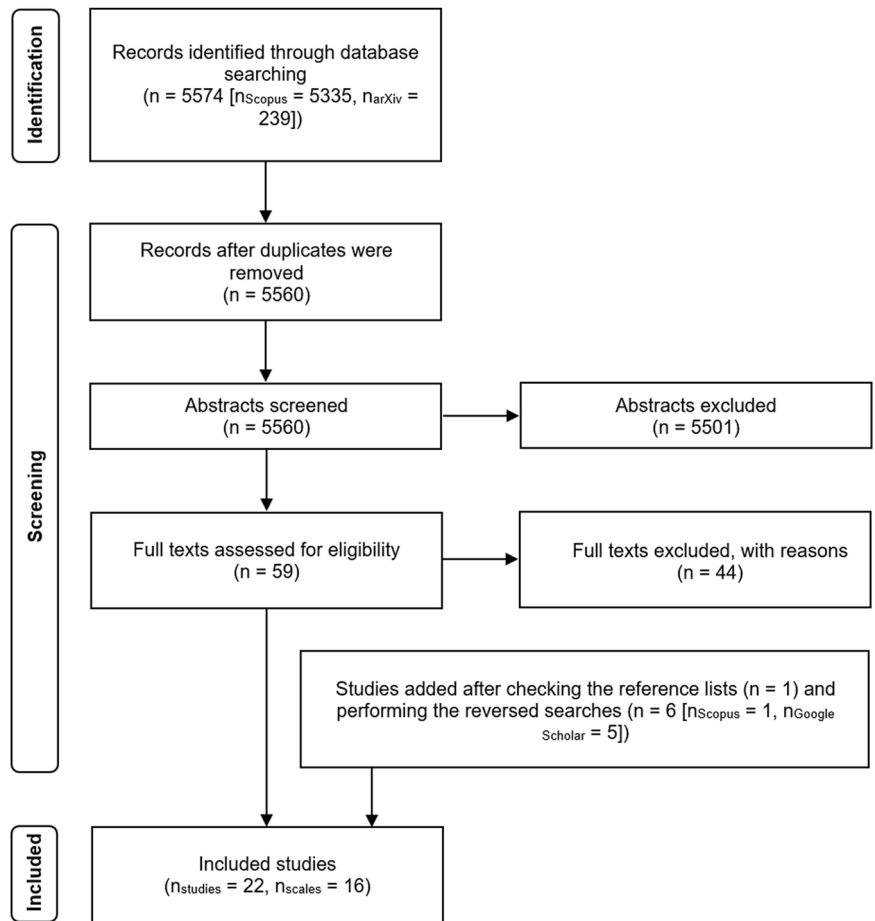 Identification
Records identified through database
searching
(n = 5574 [nScopus = 5335, narXiv =
239])
Screening
Records after duplicates were
removed
(n = 5560)
Abstracts screened
(n = 5560)
Abstracts excluded
(n = 5501)
Full texts assessed for eligibility
(n = 59)
Full texts excluded, with reasons
(n = 44)
Studies added after checking the reference lists (n = 1) and
performing the reversed searches (n = 6 [nScopus = 1, nGoogle
Scholar = 5])
Included
Included studies
(nstudies = 22, nscales = 16)